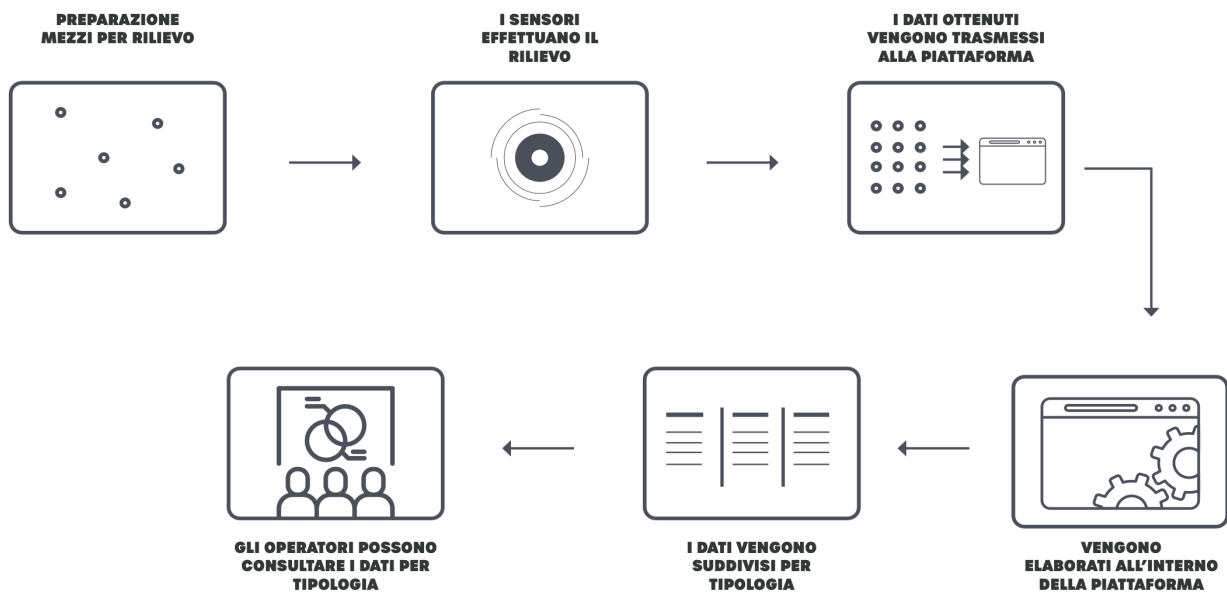 PREPARAZIONE
MEZZI PER RILIEVO
I SENSORI
EFFETTUANO IL
RILIEVO
I DATI OTTENUTI
VENGONO TRASMESSI
ALLA PIATTAFORMA
VENGONO
ELABORATI ALL'INTERNO
DELLA PIATTAFORMA
I DATI VENGONO
SUDDIVISI PER
TIPOLOGIA
GLI OPERATORI POSSONO
CONSULTARE I DATI PER
TIPOLOGIA